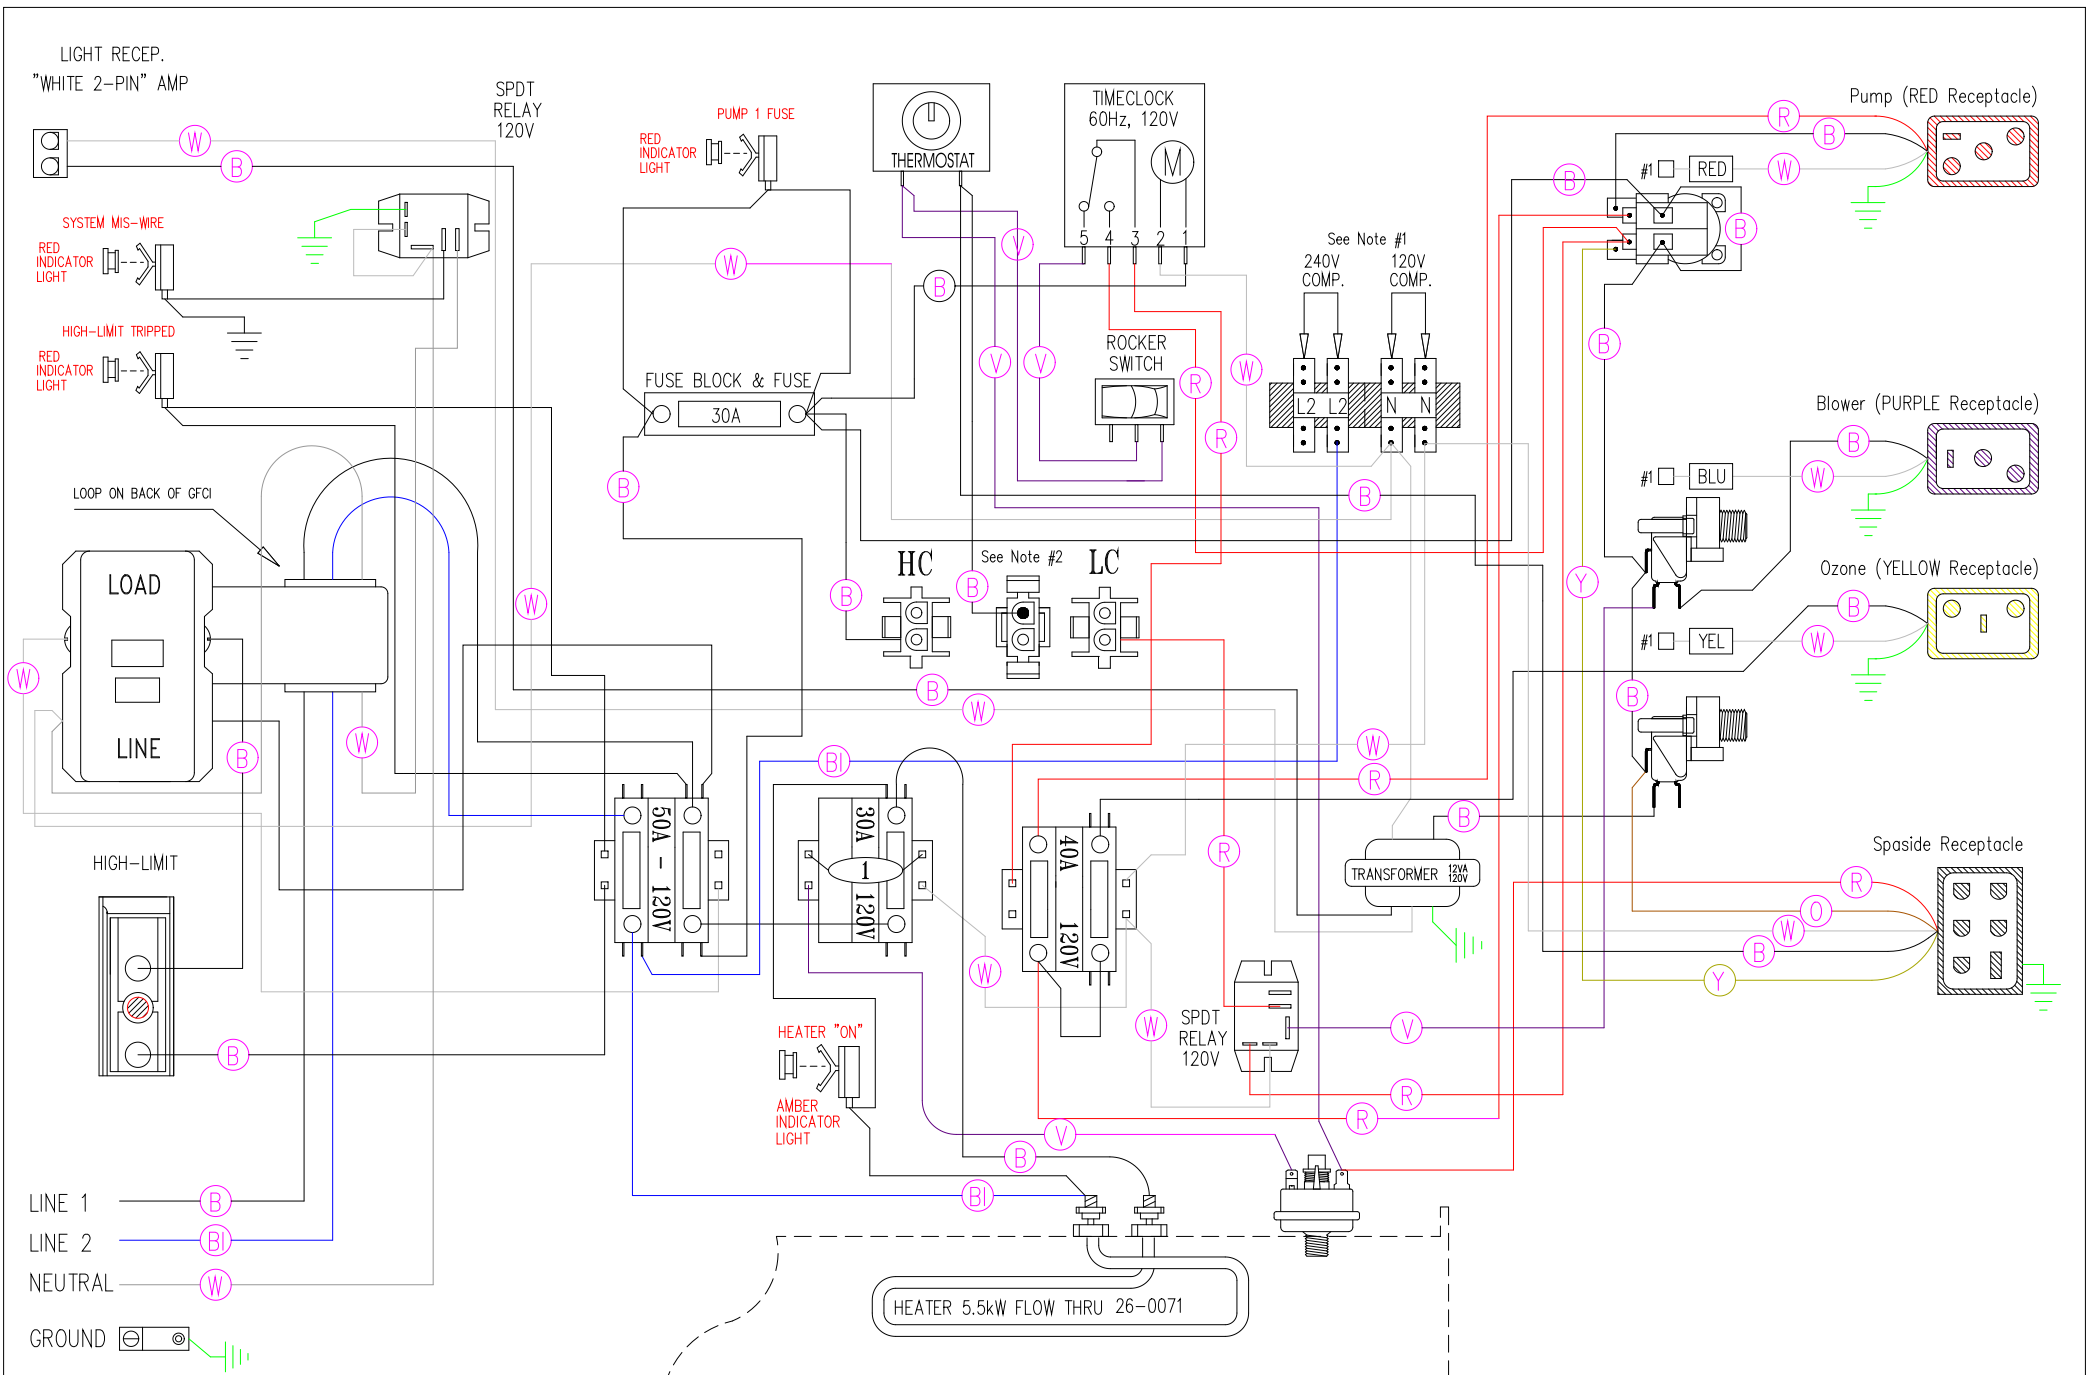 LIGHT RECEP.
"WHITE 2-PIN" AMP
W
B
SPDT
RELAY
120V
SYSTEM MIS-WIRE
RED
INDICATOR
LIGHT
HIGH-LIMIT TRIPPED
RED
INDICATOR
LIGHT
LOOP ON BACK OF GFCI
LOAD
LINE
W
B
W
HIGH-LIMIT
B
LINE 1
B
LINE 2
Bl
NEUTRAL
W
GROUND
PUMP 1 FUSE
RED
INDICATOR
LIGHT
W
FUSE BLOCK & FUSE
30A
B
W
THERMOSTAT
V
B
V
V
TIMECLOCK
60Hz, 120V
M
5 4 3 2 1
ROCKER
SWITCH
R
W
R
See Note #1
240V
COMP.
120V
COMP.
L2 L2 N N
B
HC
See Note #2
LC
B
B
B
W
Bl
W
R
50A - 120V
30A
1
120V
40A
120V
R
W
W
TRANSFORMER 12VA
120V
B
HEATER "ON"
AMBER
INDICATOR
LIGHT
SPDT
RELAY
120V
V
R
R
V
B
Bl
HEATER 5.5kW FLOW THRU 26-0071
Pump (RED Receptacle)
R
B
#1 RED W
B
B
B
Blower (PURPLE Receptacle)
B
#1 BLU W
Ozone (YELLOW Receptacle)
Y
B
#1 YEL W
B
Spaside Receptacle
R
O
W
B
Y